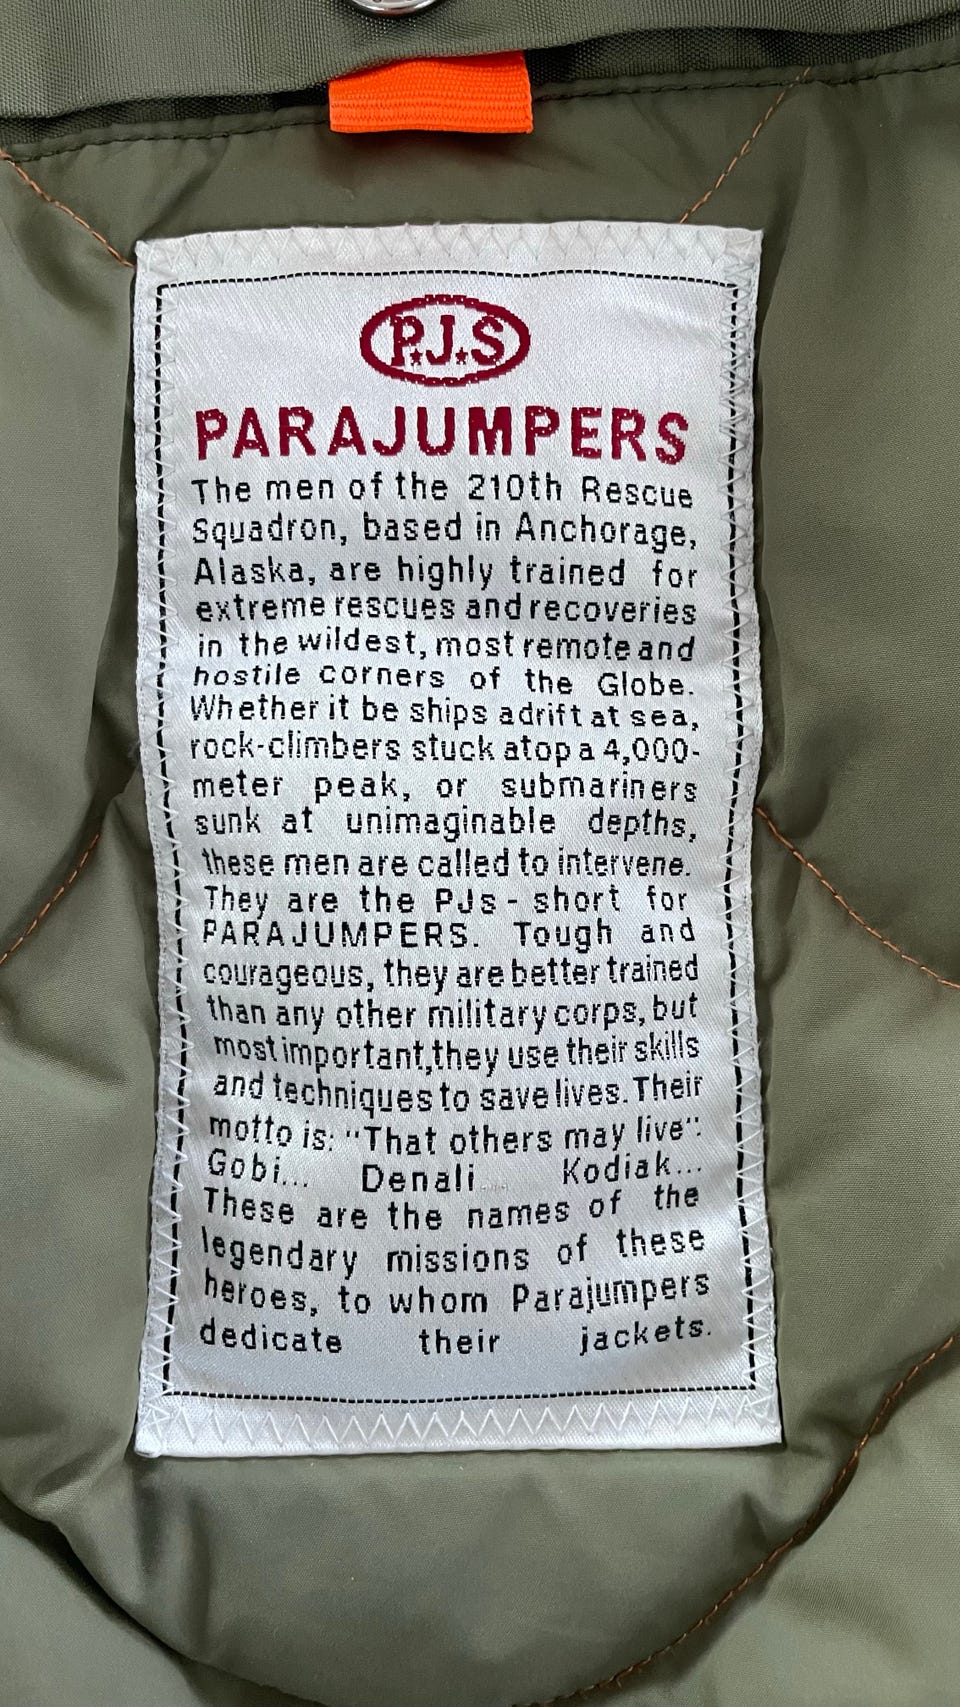 P.J.S
PARAJUMPERS
The men of the 210th Rescue
Squadron, based in Anchorage,
Alaska, are highly trained for
extreme rescues and recoveries
in the wildest, most remote and
hostile corners of the Globe.
Whether it be ships adrift at sea,
rock-climbers stuck atop a 4,000-
meter peak, or submariners
sunk at unimaginable depths,
these men are called to intervene.
They are the PJs - short for
PARAJUMPERS. Tough and
courageous, they are better trained
than any other military corps, but
most important,they use their skills
and techniques to save lives. Their
motto is: "That others may live":
Gobi... Denali... Kodiak...
These are the names of the
legendary missions of these
heroes, to whom Parajumpers
dedicate their jackets.